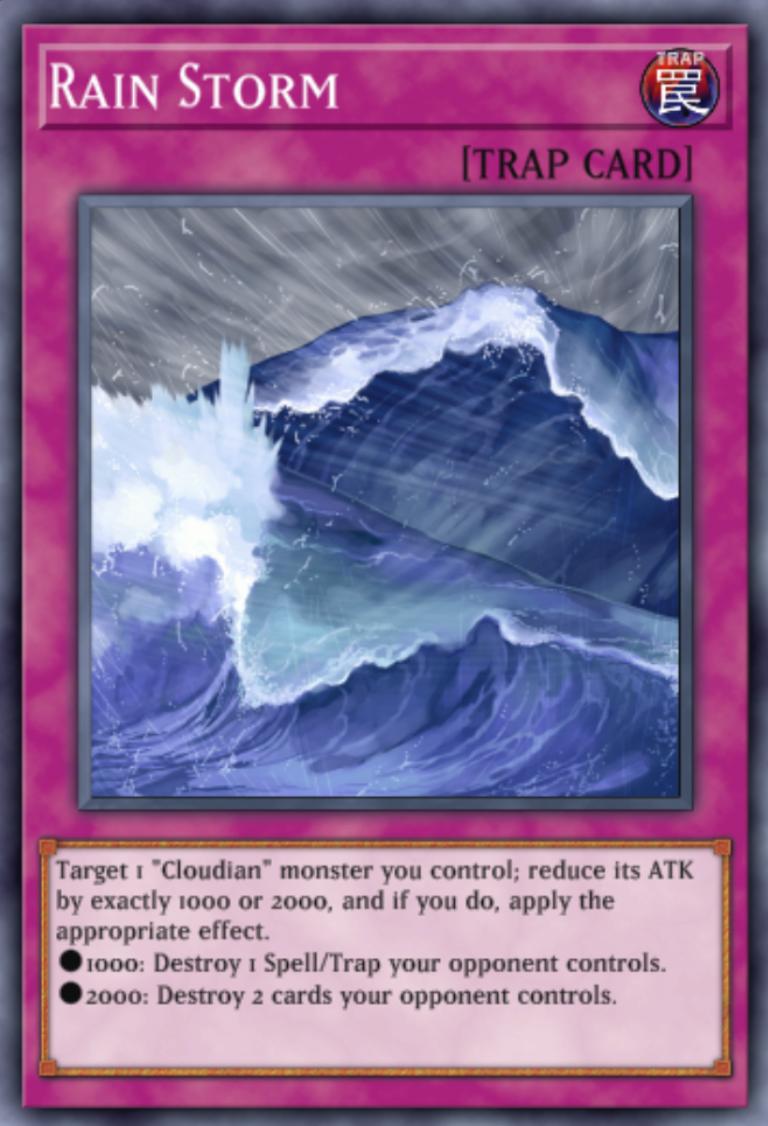 Rain Storm
TRAP
罠
[TRAP CARD]
Target 1 "Cloudian" monster you control; reduce its ATK
by exactly 1000 or 2000, and if you do, apply the
appropriate effect.
●1000: Destroy 1 Spell/Trap your opponent controls.
●2000: Destroy 2 cards your opponent controls.